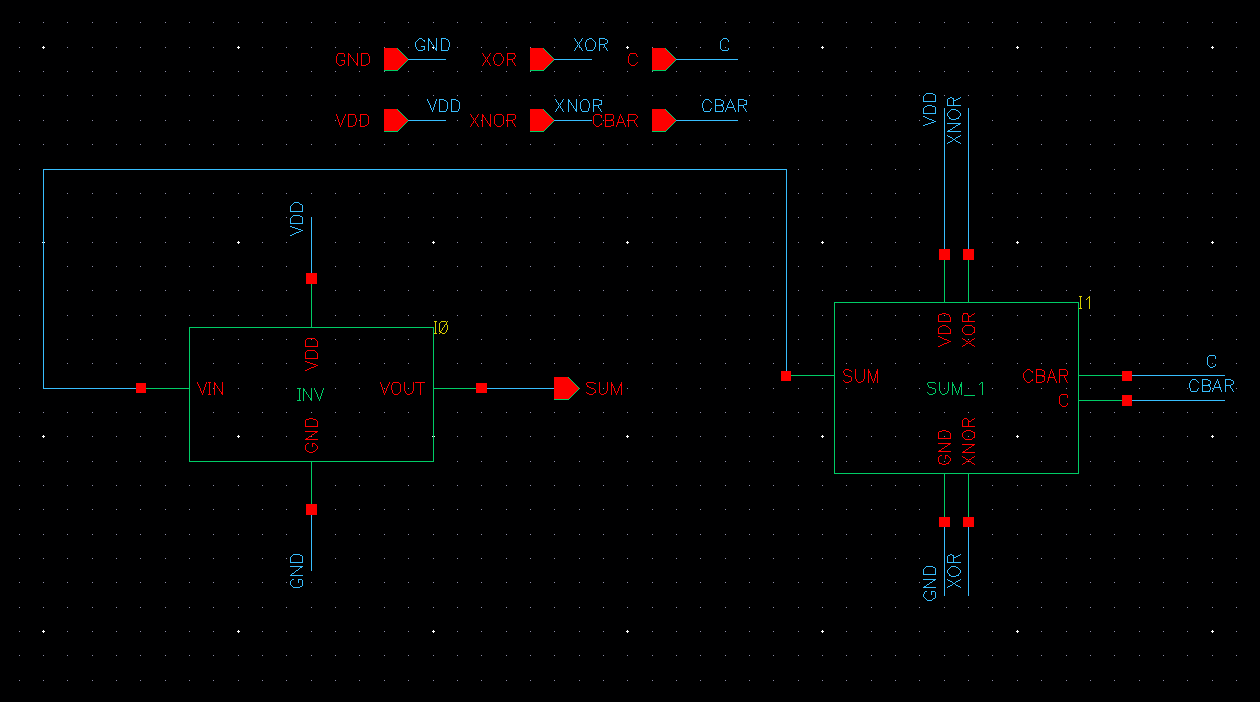 GND GND XOR XOR C C
VDD VDD XNOR XNOR CBAR CBAR
VDD XNOR
VDD
I1
I0
VDD XOR
VDD
VIN INV VOUT SUM
GND
GND
SUM SUM_1 CBAR C
C
CBAR
GND XNOR
GND XOR